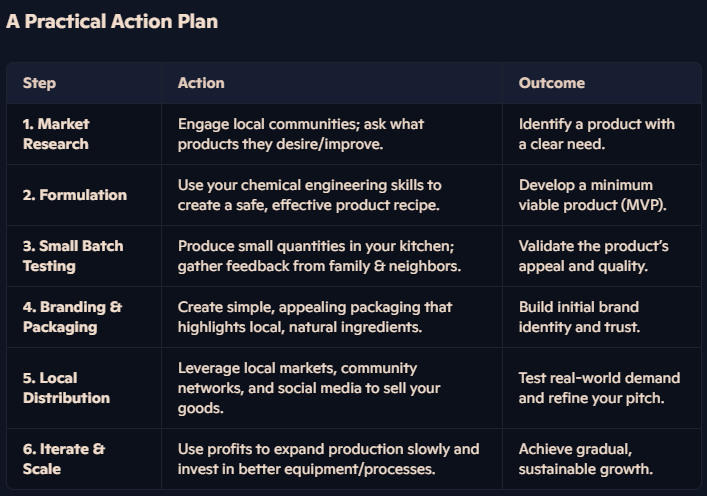 A Practical Action Plan
Step Action Outcome
1. Market Research Engage local communities; ask what products they desire/improve. Identify a product with a clear need.
2. Formulation Use your chemical engineering skills to create a safe, effective product recipe. Develop a minimum viable product (MVP).
3. Small Batch Testing Produce small quantities in your kitchen; gather feedback from family & neighbors. Validate the product's appeal and quality.
4. Branding & Packaging Create simple, appealing packaging that highlights local, natural ingredients. Build initial brand identity and trust.
5. Local Distribution Leverage local markets, community networks, and social media to sell your goods. Test real-world demand and refine your pitch.
6. Iterate & Scale Use profits to expand production slowly and invest in better equipment/processes. Achieve gradual, sustainable growth.